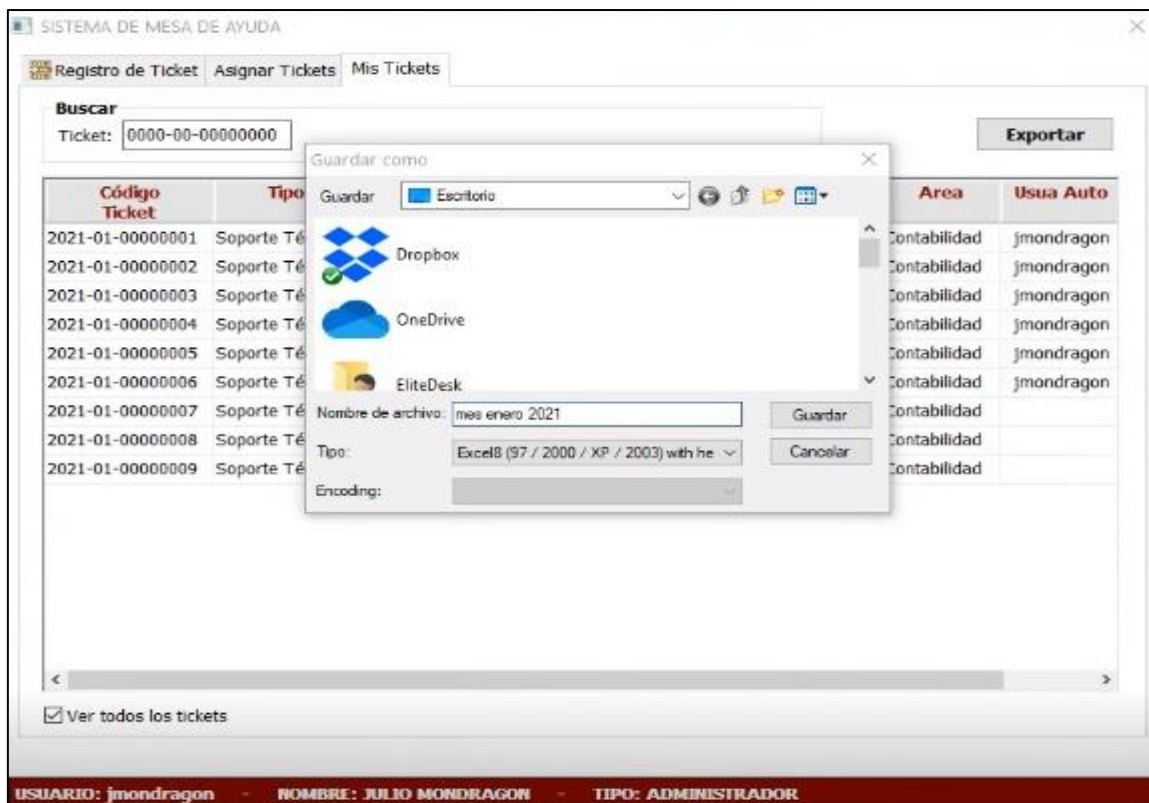 SISTEMA DE MESA DE AYUDA
Registro de Ticket Asignar Tickets Mis Tickets
Buscar
Ticket: 0000-00-00000000
Exportar
Guardar como
Guardar Escritorio
Dropbox
OneDrive
EliteDesk
Nombre de archivo: mes enero 2021 Guardar
Tipo: Excel8 (97 / 2000 / XP / 2003) with he Cancelar
Encoding:
Código Ticket Tipo Area Usua Auto
2021-01-00000001 Soporte Té Contabilidad jmondragon
2021-01-00000002 Soporte Té Contabilidad jmondragon
2021-01-00000003 Soporte Té Contabilidad jmondragon
2021-01-00000004 Soporte Té Contabilidad jmondragon
2021-01-00000005 Soporte Té Contabilidad jmondragon
2021-01-00000006 Soporte Té Contabilidad jmondragon
2021-01-00000007 Soporte Té Contabilidad
2021-01-00000008 Soporte Té Contabilidad
2021-01-00000009 Soporte Té Contabilidad
Ver todos los tickets
USUARIO: jmondragon - NOMBRE: JULIO MONDRAGON - TIPO: ADMINISTRADOR